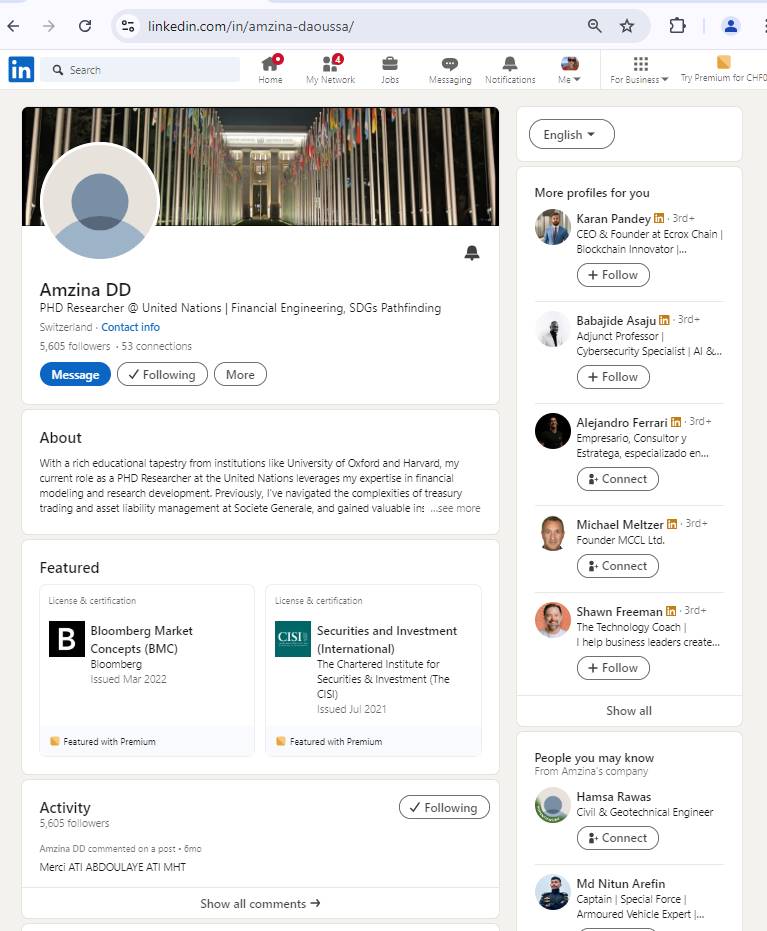 linkedin.com/in/amzina-daoussa/
in
Search
Home
4
My Network
Jobs
Messaging
Notifications
Me
For Business
Try Premium for CHF0
Amzina DD
PHD Researcher @ United Nations | Financial Engineering, SDGs Pathfinding
Switzerland · Contact info
5,605 followers · 53 connections
Message
Following
More
About
With a rich educational tapestry from institutions like University of Oxford and Harvard, my
current role as a PHD Researcher at the United Nations leverages my expertise in financial
modeling and research development. Previously, I've navigated the complexities of treasury
trading and asset liability management at Societe Generale, and gained valuable ins ...see more
Featured
License & certification
B
Bloomberg Market
Concepts (BMC)
Bloomberg
Issued Mar 2022
Featured with Premium
License & certification
CISI
Securities and Investment
(International)
The Chartered Institute for
Securities & Investment (The
CISI)
Issued Jul 2021
Featured with Premium
Activity
Following
5,605 followers
Amzina DD commented on a post • 6mo
Merci ATI ABDOULAYE ATI MHT
Show all comments →
English
More profiles for you
Karan Pandey in · 3rd+
CEO & Founder at Ecrox Chain |
Blockchain Innovator |...
+ Follow
Babajide Asaju in · 3rd+
Adjunct Professor |
Cybersecurity Specialist | AI &...
+ Follow
Alejandro Ferrari in · 3rd+
Empresario, Consultor y
Estratega, especializado en...
Connect
Michael Meltzer in · 3rd+
Founder MCCL Ltd.
Connect
Shawn Freeman in · 3rd+
The Technology Coach |
I help business leaders create...
+ Follow
Show all
People you may know
From Amzina's company
Hamsa Rawas
Civil & Geotechnical Engineer
Connect
Md Nitun Arefin
Captain | Special Force |
Armoured Vehicle Expert |...